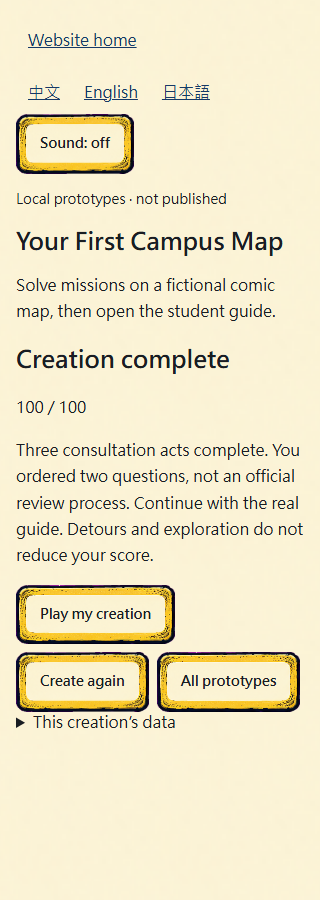 Website home
中文 English 日本語
Sound: off
Local prototypes · not published
Your First Campus Map
Solve missions on a fictional comic
map, then open the student guide.
Creation complete
100 / 100
Three consultation acts complete. You
ordered two questions, not an official
review process. Continue with the real
guide. Detours and exploration do not
reduce your score.
Play my creation
Create again All prototypes
▶ This creation’s data